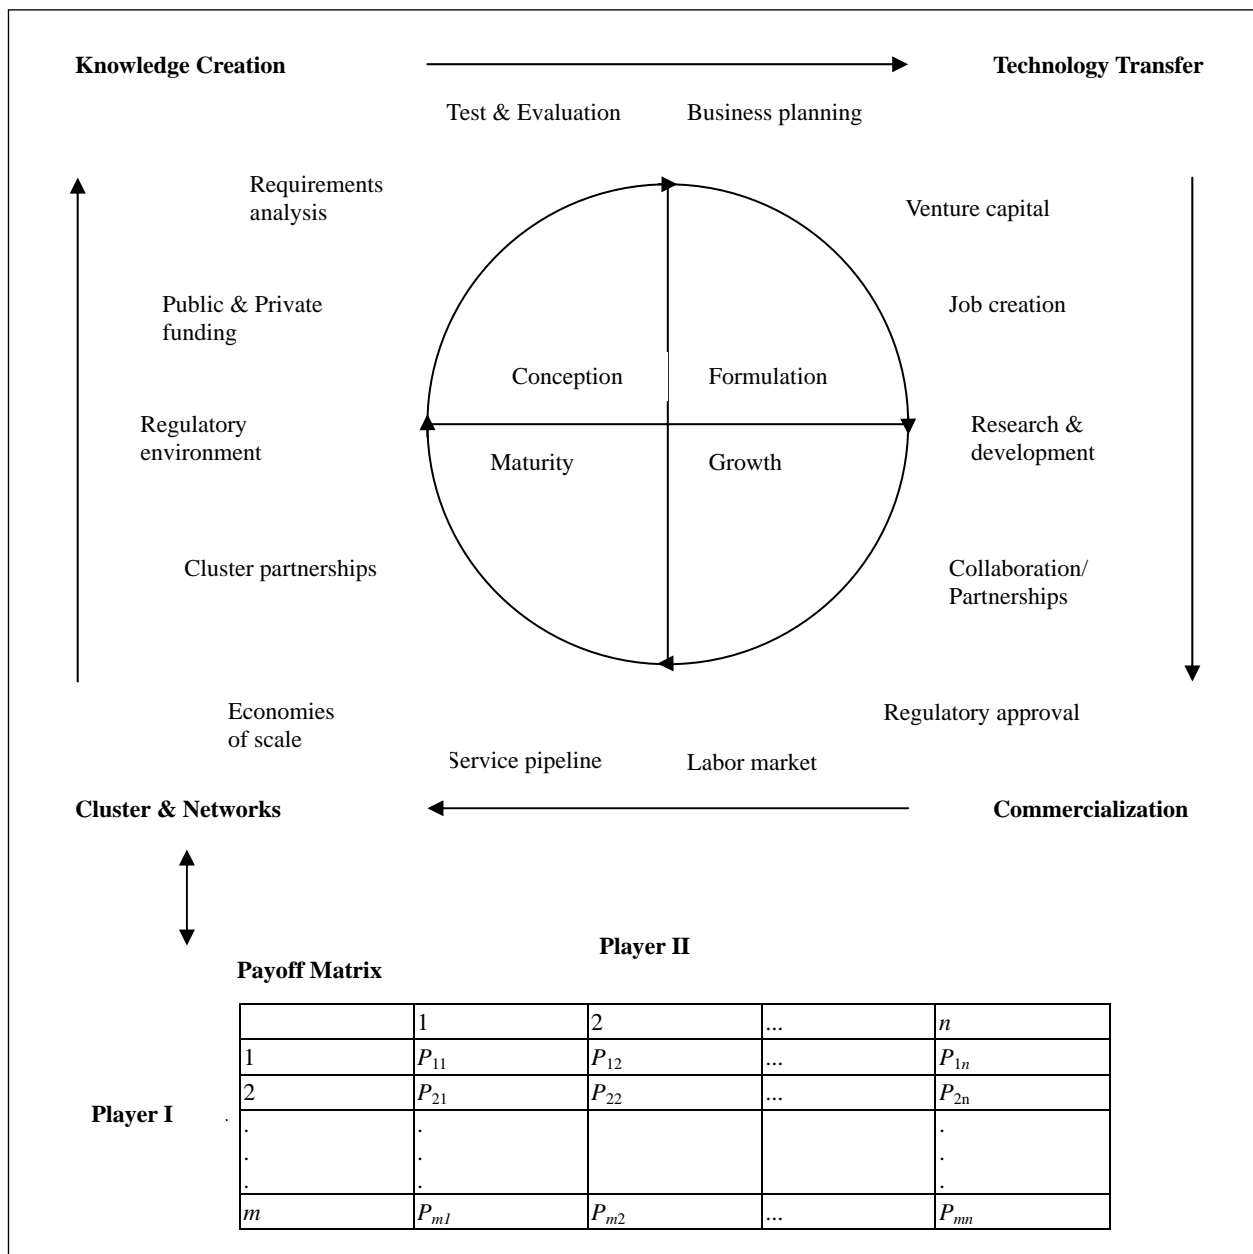 Knowledge Creation
Technology Transfer
Test & Evaluation
Business planning
Requirements
analysis
Venture capital
Public & Private
funding
Job creation
Conception
Formulation
Regulatory
environment
Research &
development
Maturity
Growth
Cluster partnerships
Collaboration/
Partnerships
Economies
of scale
Regulatory approval
Service pipeline
Labor market
Cluster & Networks
Commercialization
Player II
Payoff Matrix
1 2 ... n
1 P11 P12 ... P1n
2 P21 P22 ... P2n
Player I .
. . .
. . .
. . .
m Pm1 Pm2 ... Pmn